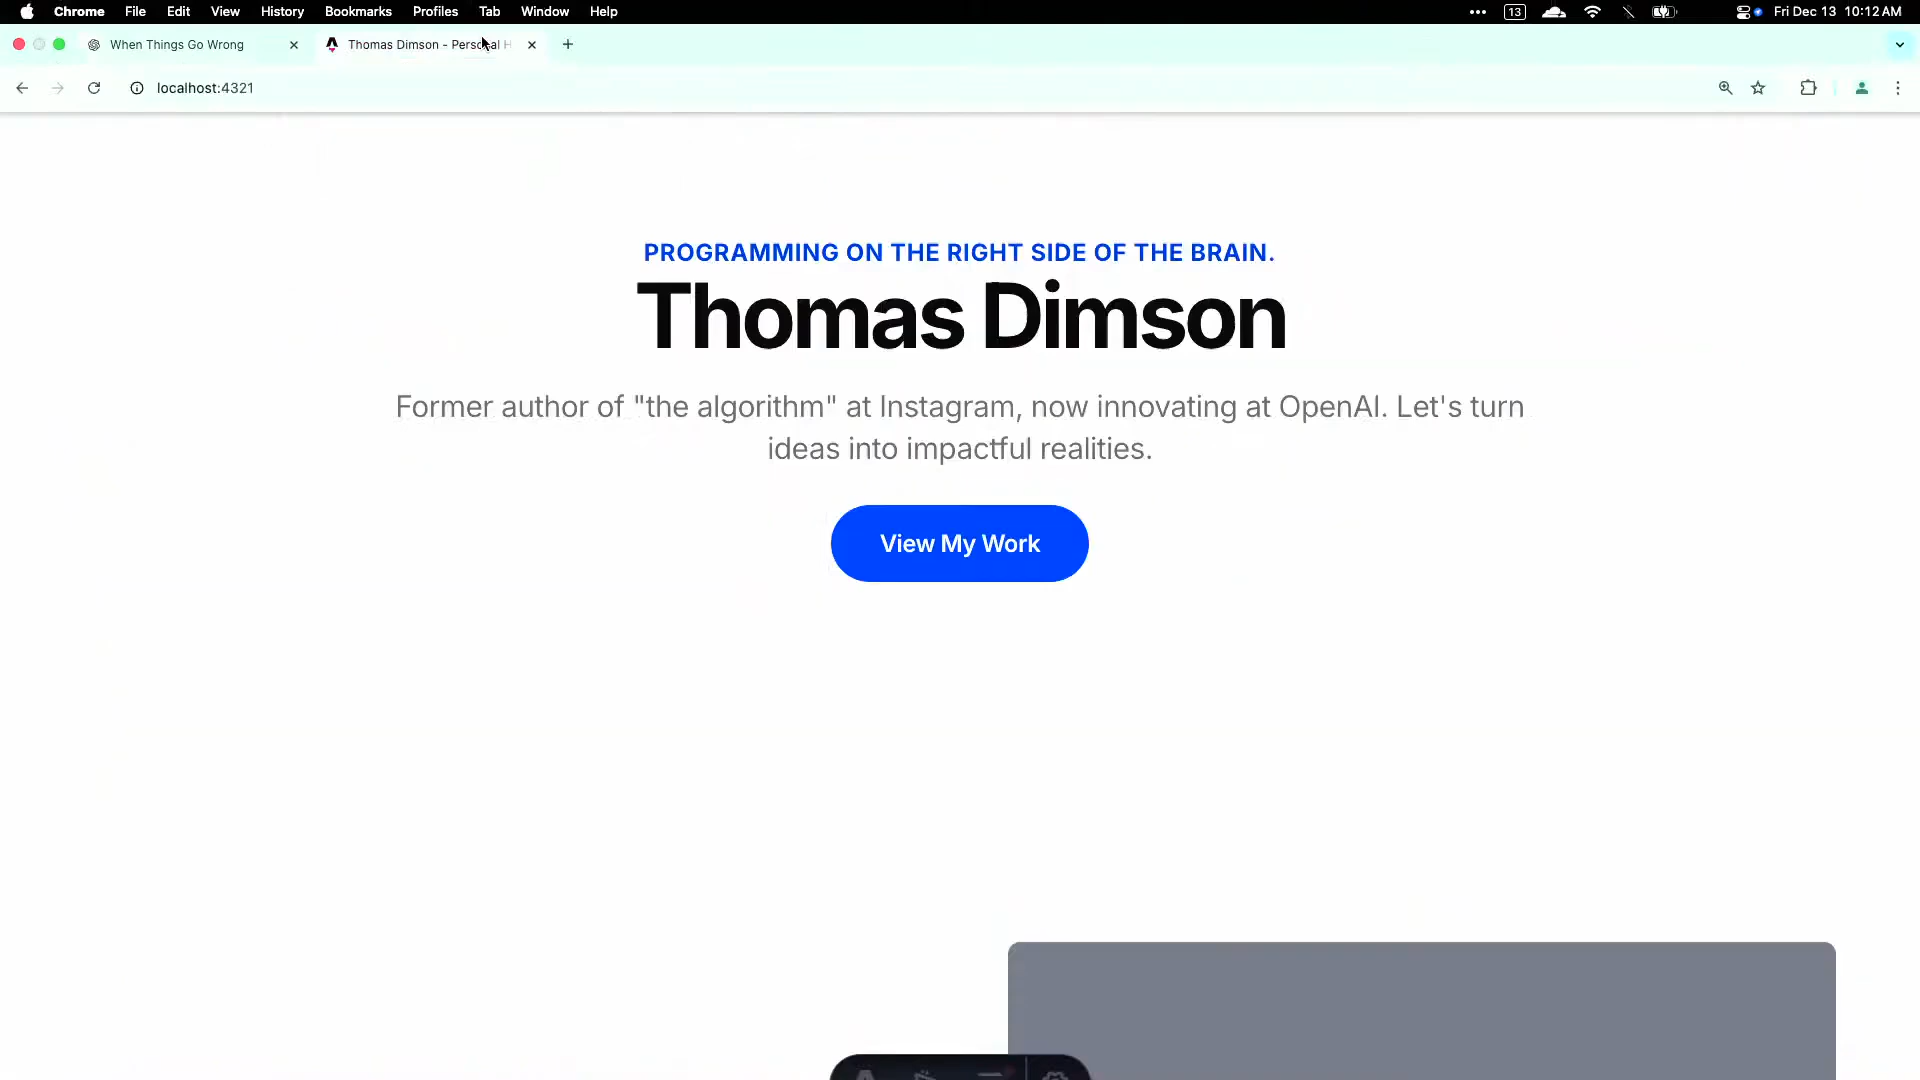 Chrome File Edit View History Bookmarks Profiles Tab Window Help 13 Fri Dec 13 10:12 AM
When Things Go Wrong Thomas Dimson - Personal H
localhost:4321
PROGRAMMING ON THE RIGHT SIDE OF THE BRAIN.
Thomas Dimson
Former author of "the algorithm" at Instagram, now innovating at OpenAI. Let's turn
ideas into impactful realities.
View My Work